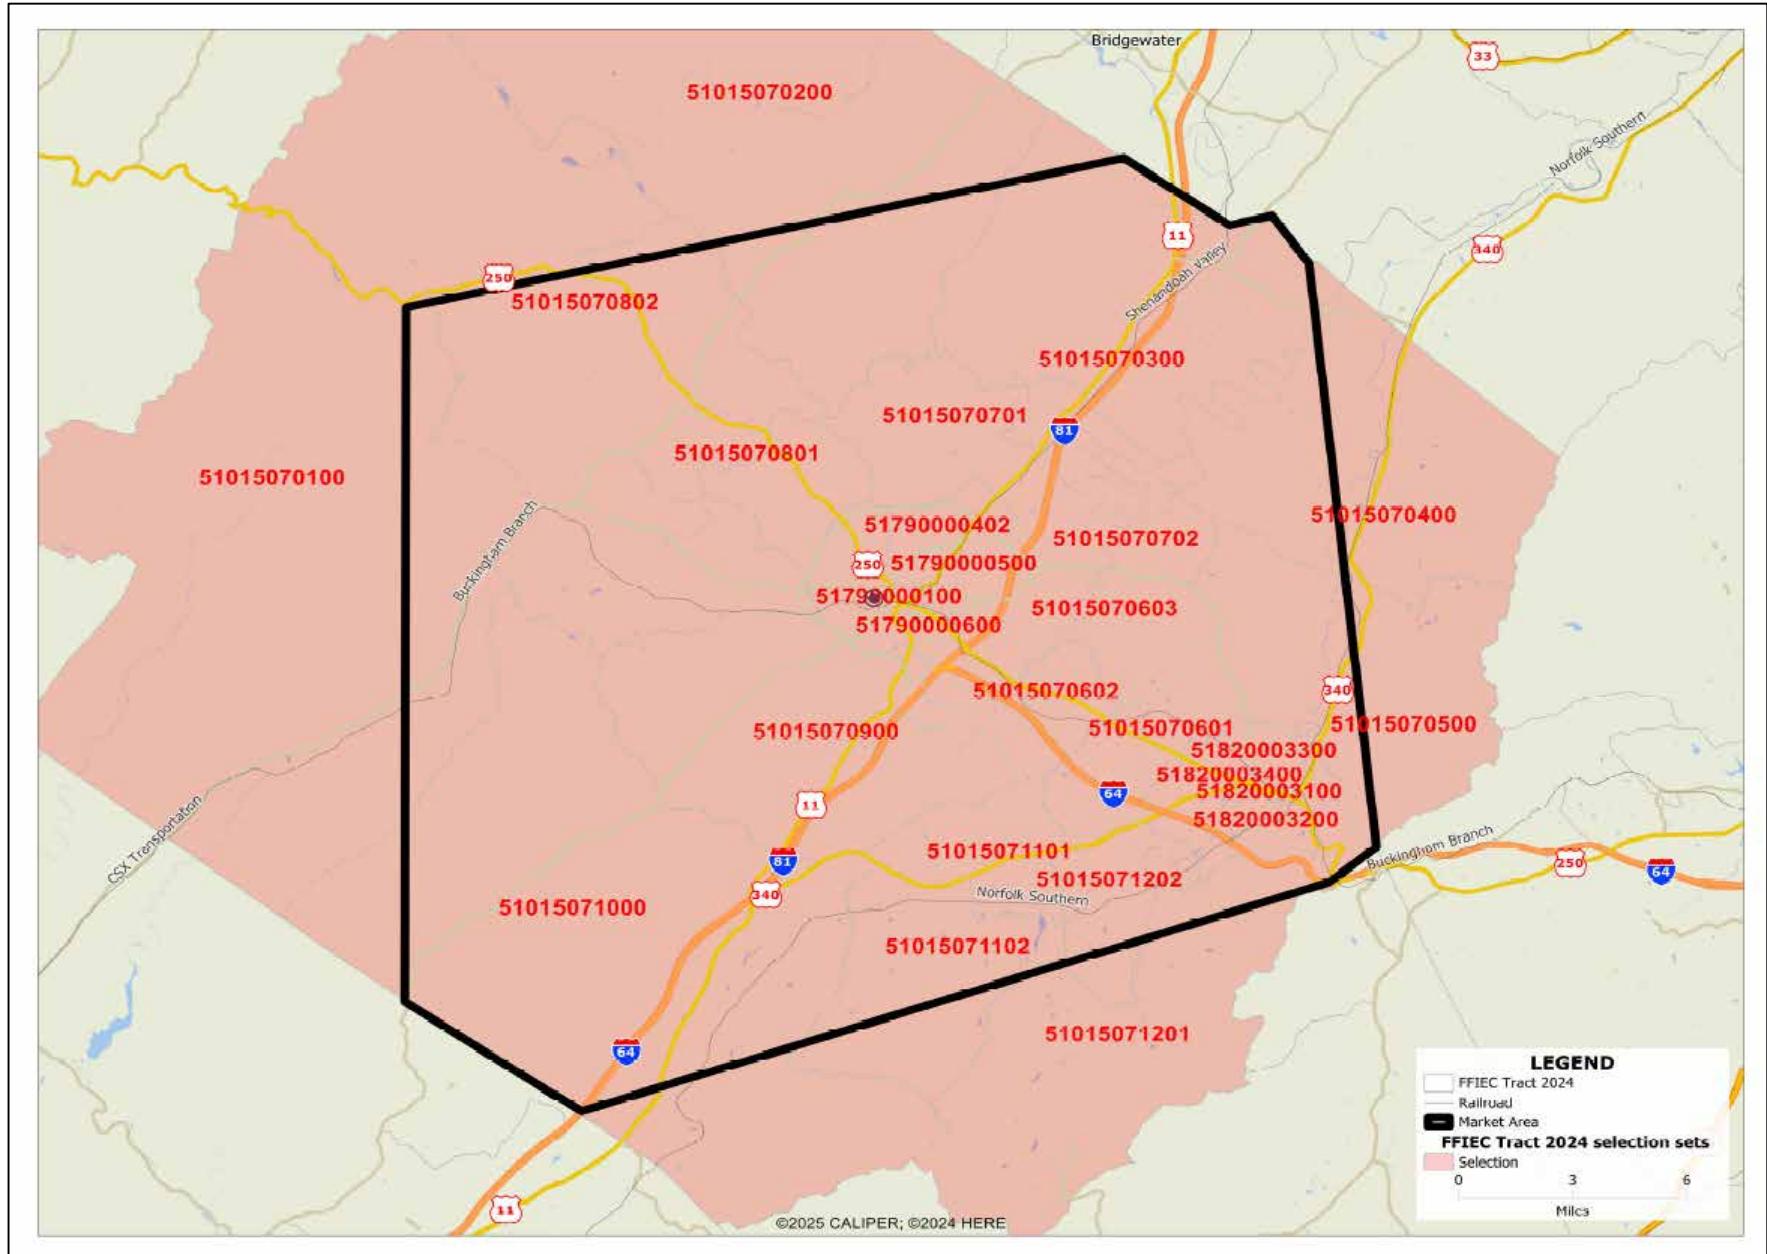 Bridgewater
33
51015070200
Norfolk Southern
11
340
250
51015070802
Shenandoah Valley
51015070300
51015070701
81
51015070801
51015070100
51015070400
51790000402
51015070702
Buckingham Branch
250
51790000500
51790000100
51015070603
51790000600
51015070602
340
51015070500
51015070601
51015070900
51820003300
51820003400
51820003100
64
11
51820003200
CSX Transportation
Buckingham Branch
51015071101
81
250
64
51015071202
340
Norfolk Southern
51015071000
51015071102
51015071201
64
LEGEND
FFIEC Tract 2024
Railroad
Market Area
FFIEC Tract 2024 selection sets
Selection
0 3 6
Miles
11
©2025 CALIPER; ©2024 HERE